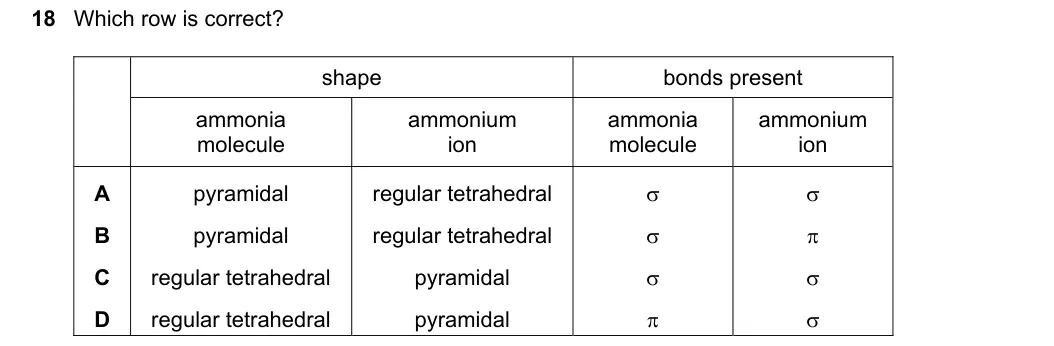 18 Which row is correct?
shape bonds present
ammonia molecule ammonium ion ammonia molecule ammonium ion
A pyramidal regular tetrahedral σ σ
B pyramidal regular tetrahedral σ π
C regular tetrahedral pyramidal σ σ
D regular tetrahedral pyramidal π σ